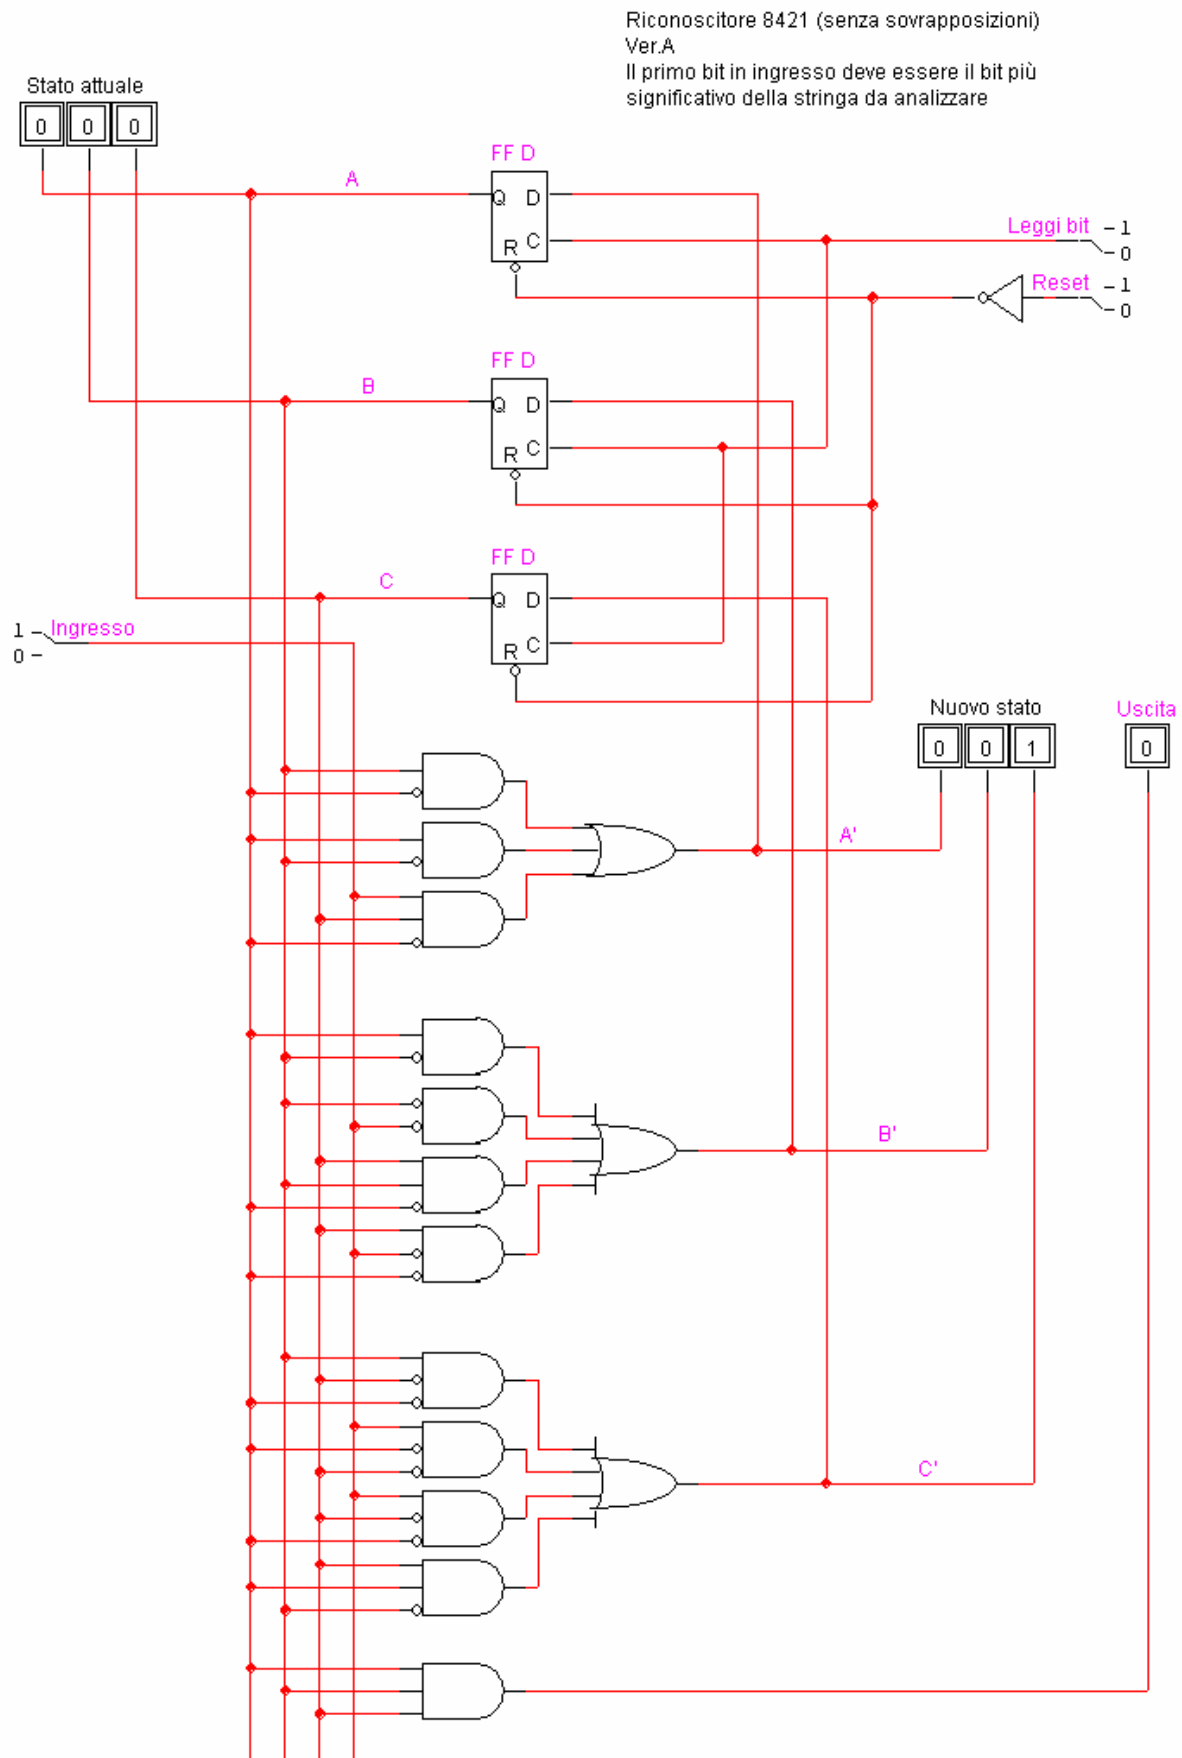 Riconoscitore 8421 (senza sovrapposizioni)
Ver.A
Il primo bit in ingresso deve essere il bit più
significativo della stringa da analizzare
Stato attuale
0 0 0
FF D
A
Q D
R C
Leggi bit 1
0
Reset 1
0
FF D
B
Q D
R C
FF D
C
Q D
R C
1 Ingresso
0
Nuovo stato
Uscita
0 0 1
0
A'
B'
C'